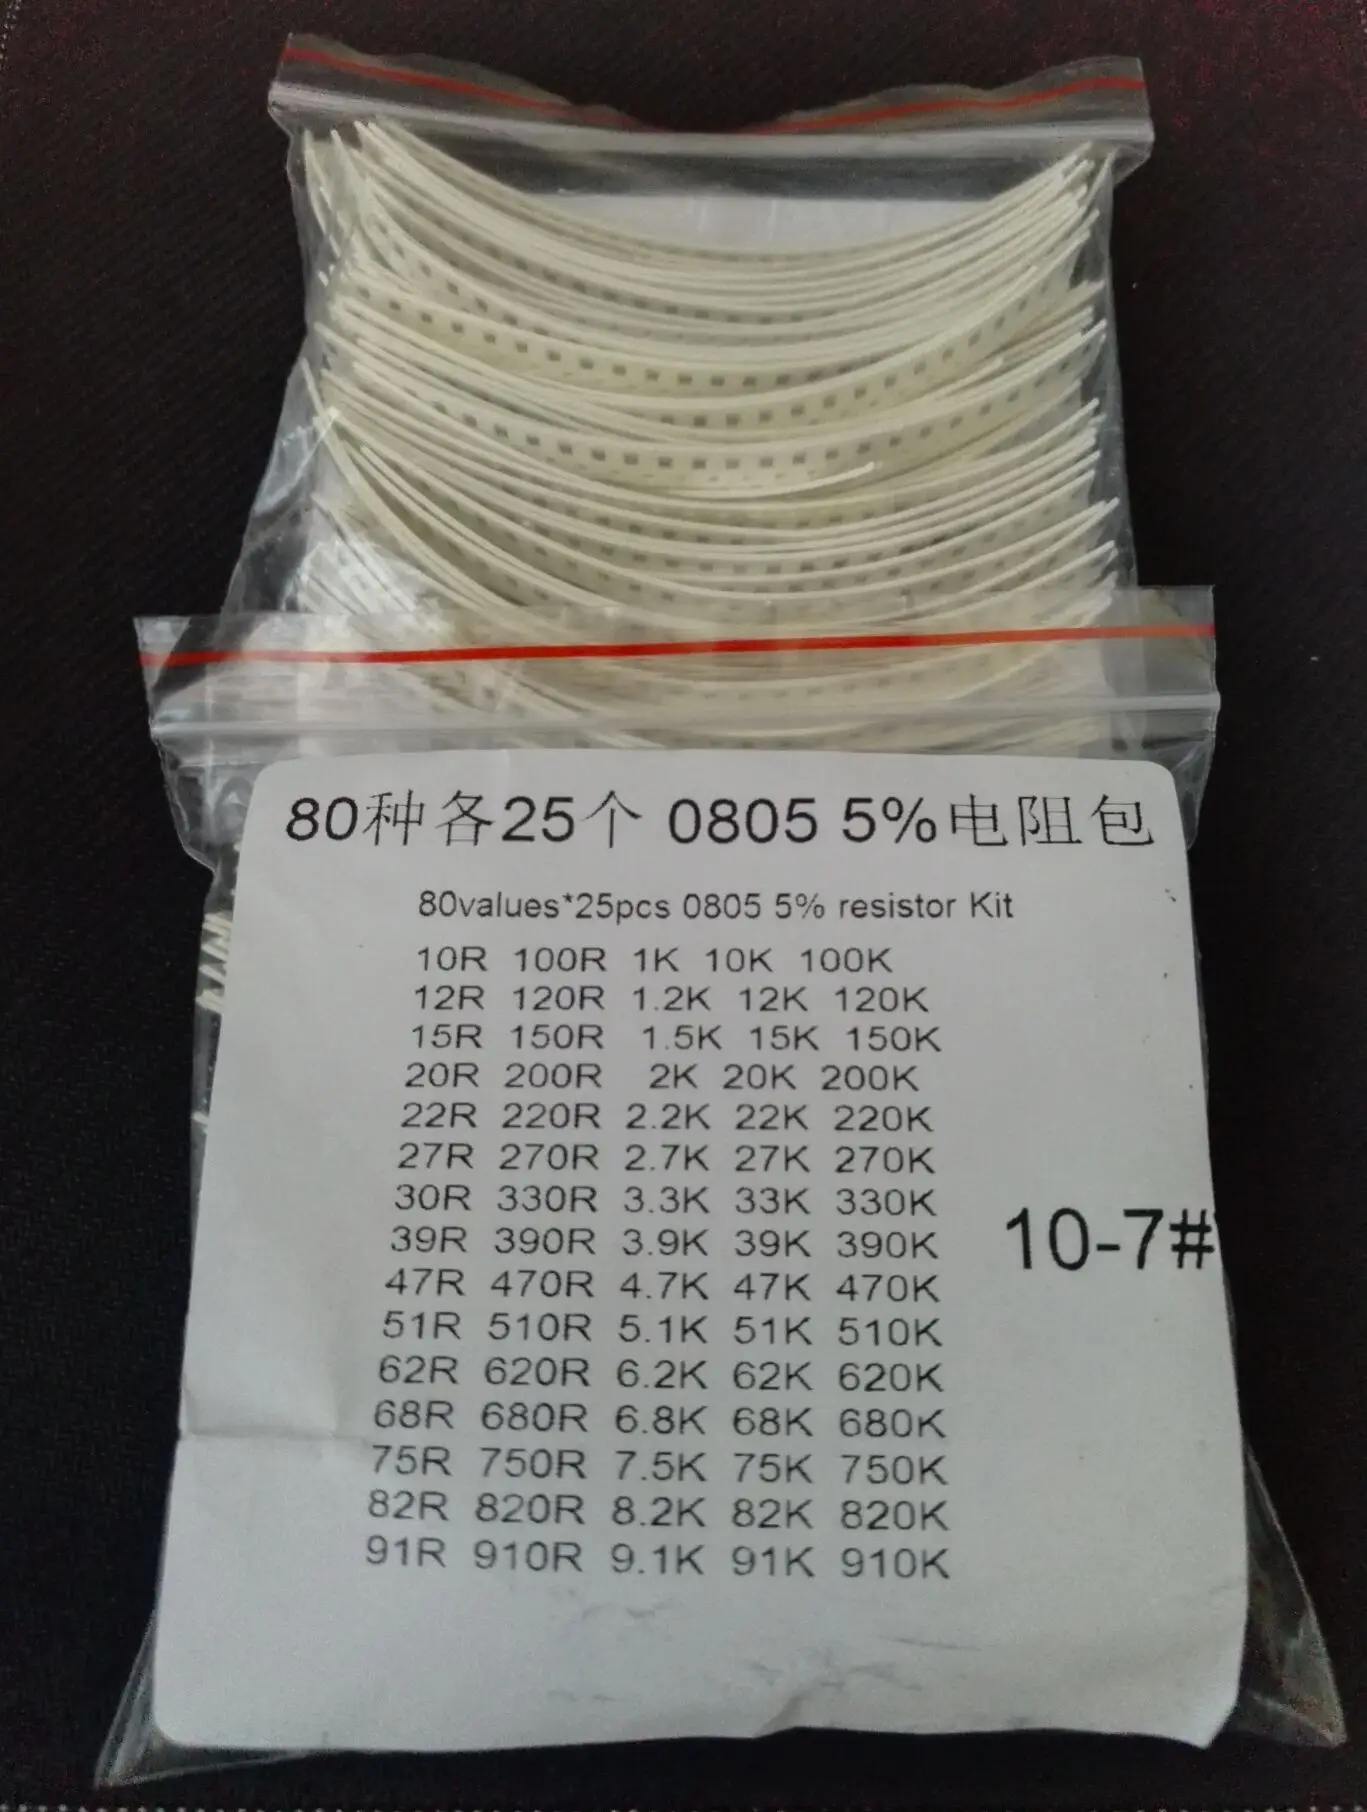 80种各25个 0805 5%电阻包
80values*25pcs 0805 5% resistor Kit
10R 100R 1K 10K 100K
12R 120R 1.2K 12K 120K
15R 150R 1.5K 15K 150K
20R 200R 2K 20K 200K
22R 220R 2.2K 22K 220K
27R 270R 2.7K 27K 270K
30R 330R 3.3K 33K 330K
39R 390R 3.9K 39K 390K
10-7#
47R 470R 4.7K 47K 470K
51R 510R 5.1K 51K 510K
62R 620R 6.2K 62K 620K
68R 680R 6.8K 68K 680K
75R 750R 7.5K 75K 750K
82R 820R 8.2K 82K 820K
91R 910R 9.1K 91K 910K